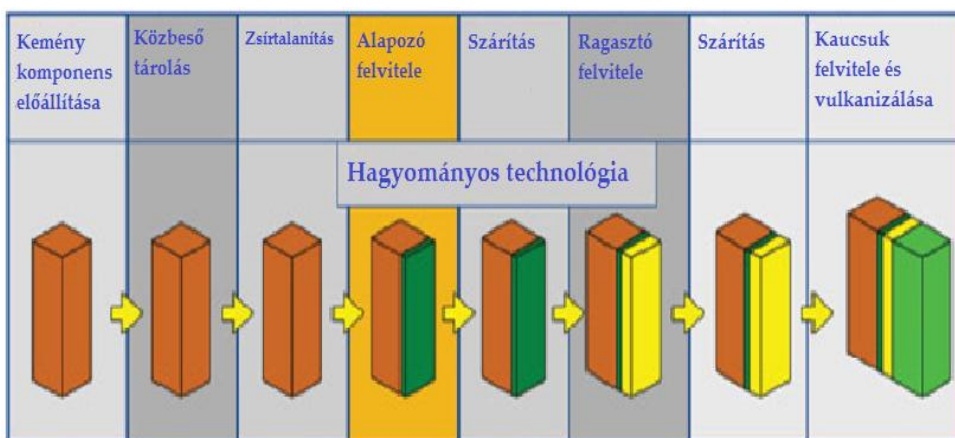 Kemény
komponens
előállítása
Közbeső
tárolás
Zsírtalanítás
Alapozó
felvitele
Szárítás
Ragasztó
felvitele
Szárítás
Kaucsuk
felvitele és
vulkanizálása
Hagyományos technológia